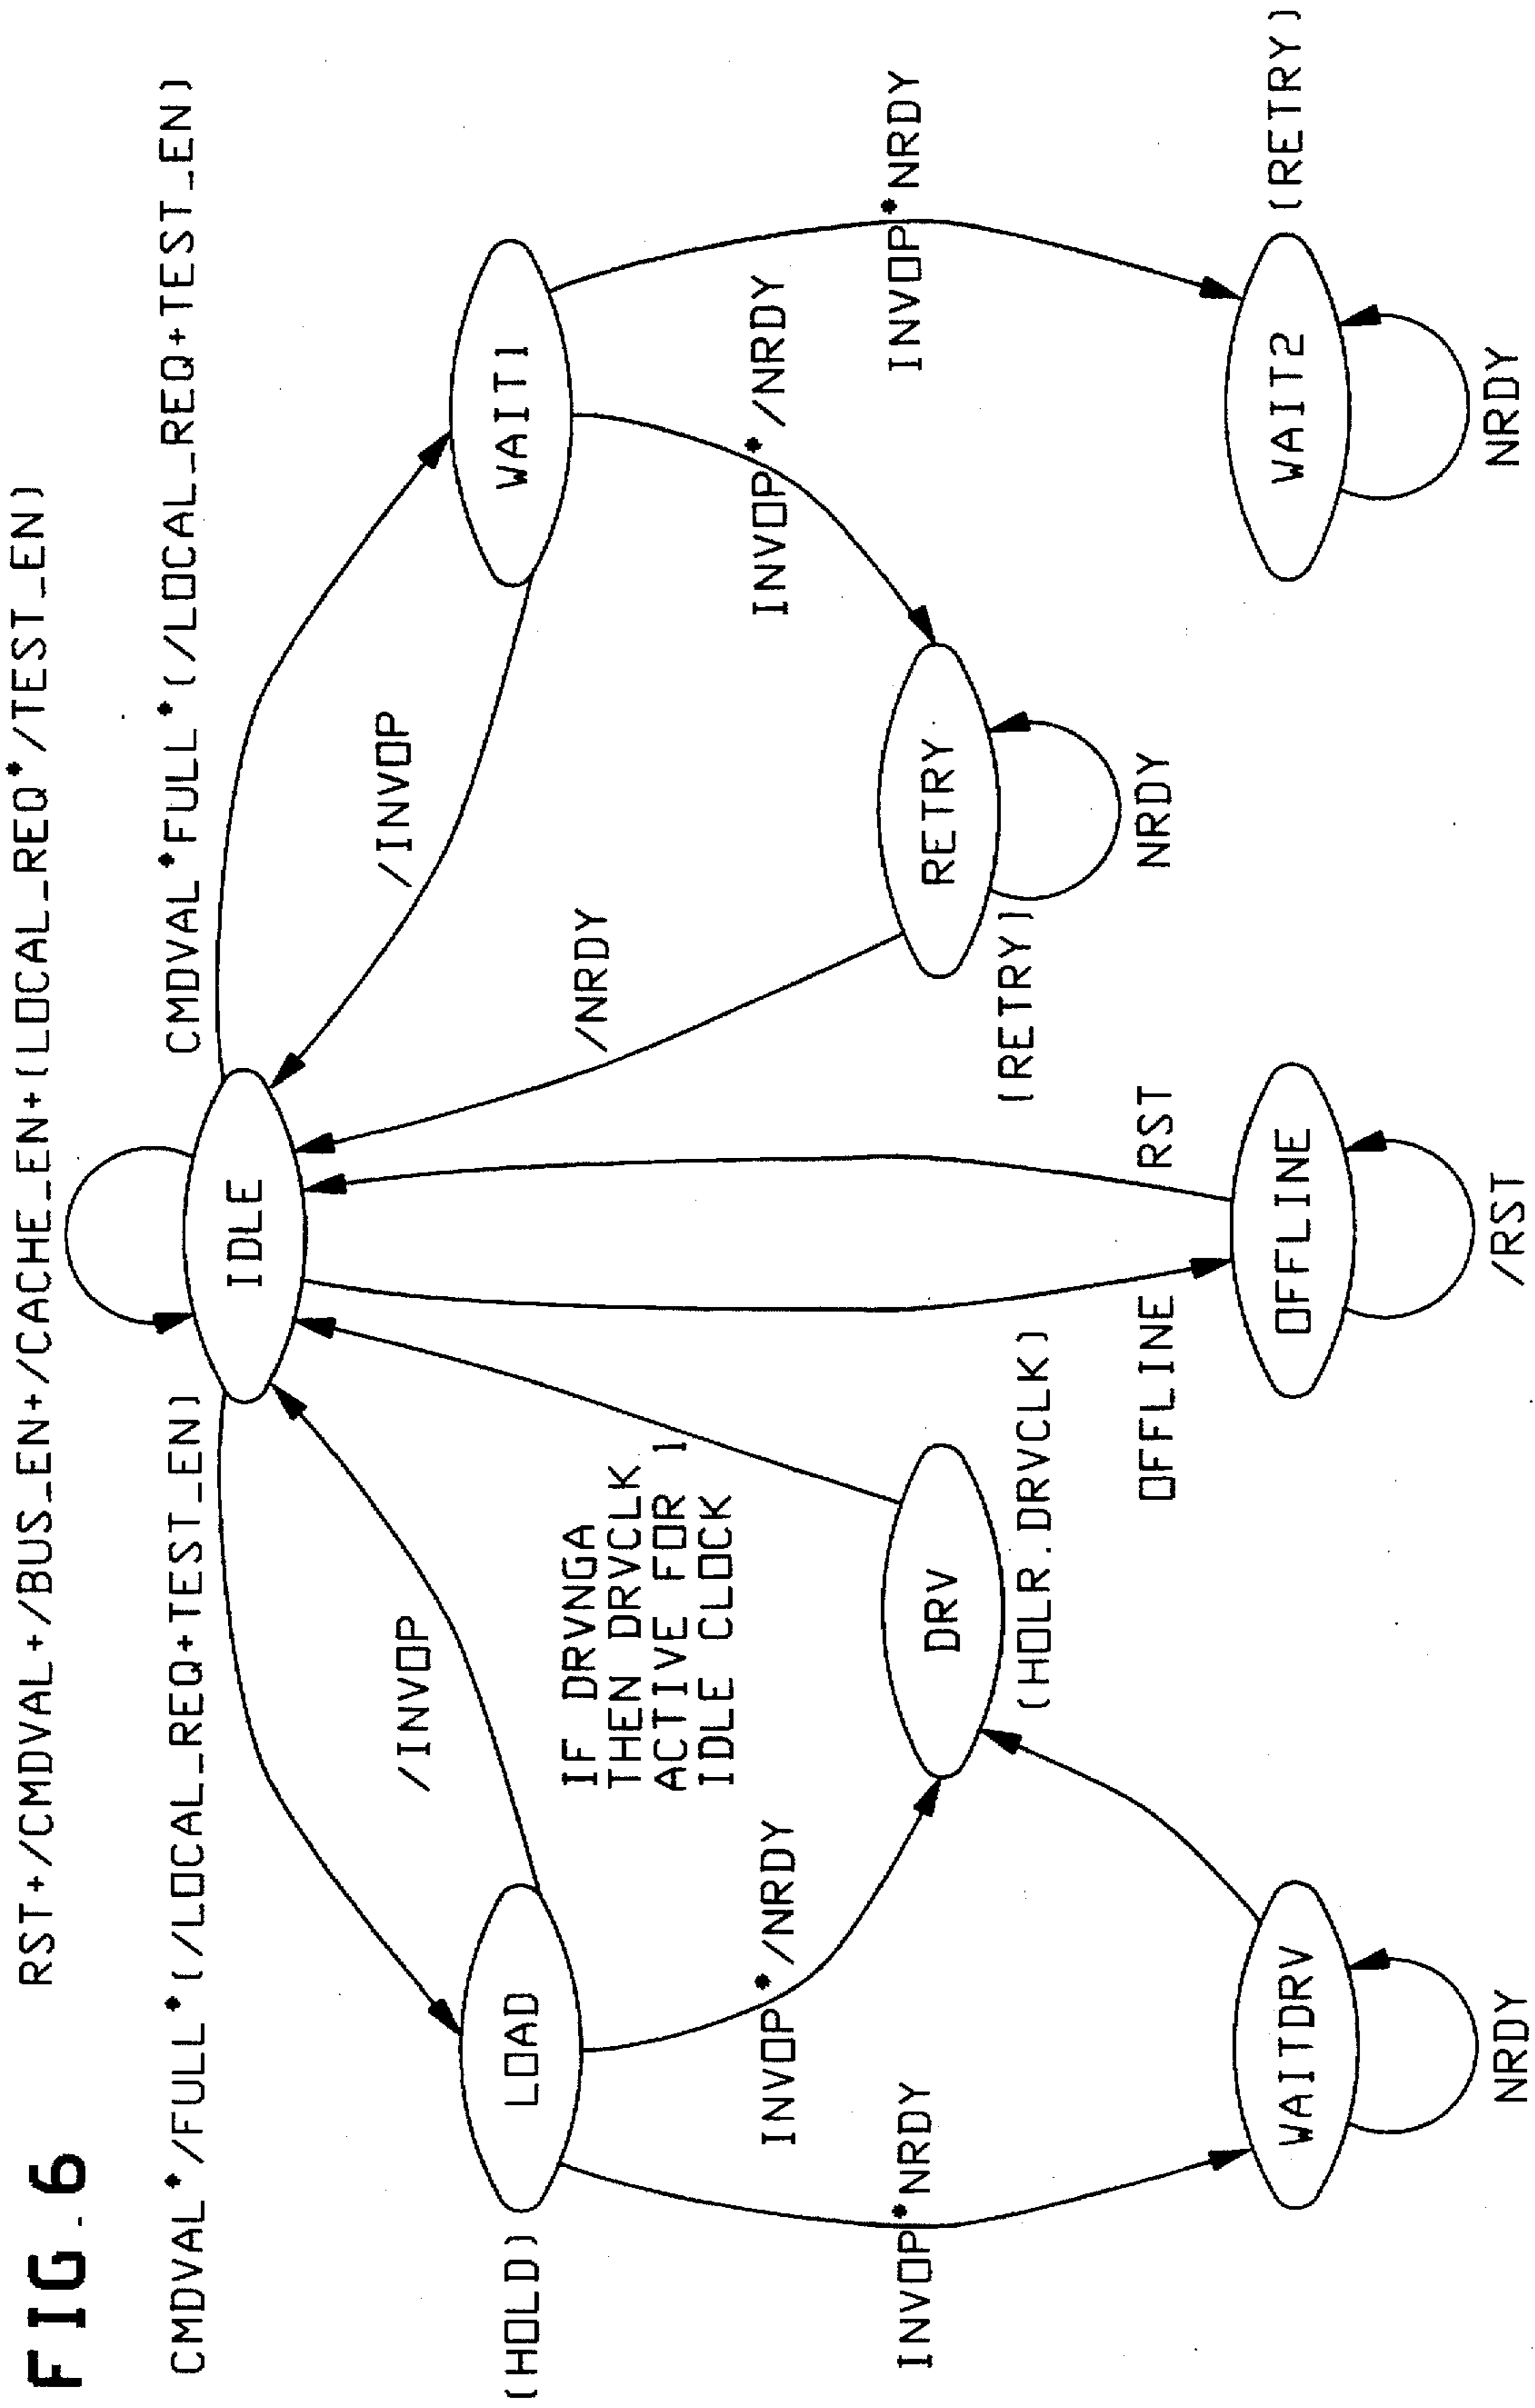 FIG. 6
RST+/CMDVAL+/BUS_EN+/CACHE_EN+(LOCAL_REQ*/TEST_EN)
CMDVAL*/FULL*(/LOCAL_REQ+TEST_EN)
CMDVAL*FULL*(/LOCAL_REQ+TEST_EN)
IDLE
/INVOP
/INVOP
(HOLD)
LOAD
WAIT1
IF DRVNGA
THEN DRVCLK
ACTIVE FOR 1
IDLE CLOCK
/NRDY
INVOP*/NRDY
INVOP*/NRDY
INVOP*NRDY
INVOP*NRDY
DRV
RETRY
(HOLR.DRVCLK)
(RETRY)
NRDY
OFFLINE
RST
WAITDRV
OFFLINE
WAIT2
(RETRY)
NRDY
/RST
NRDY